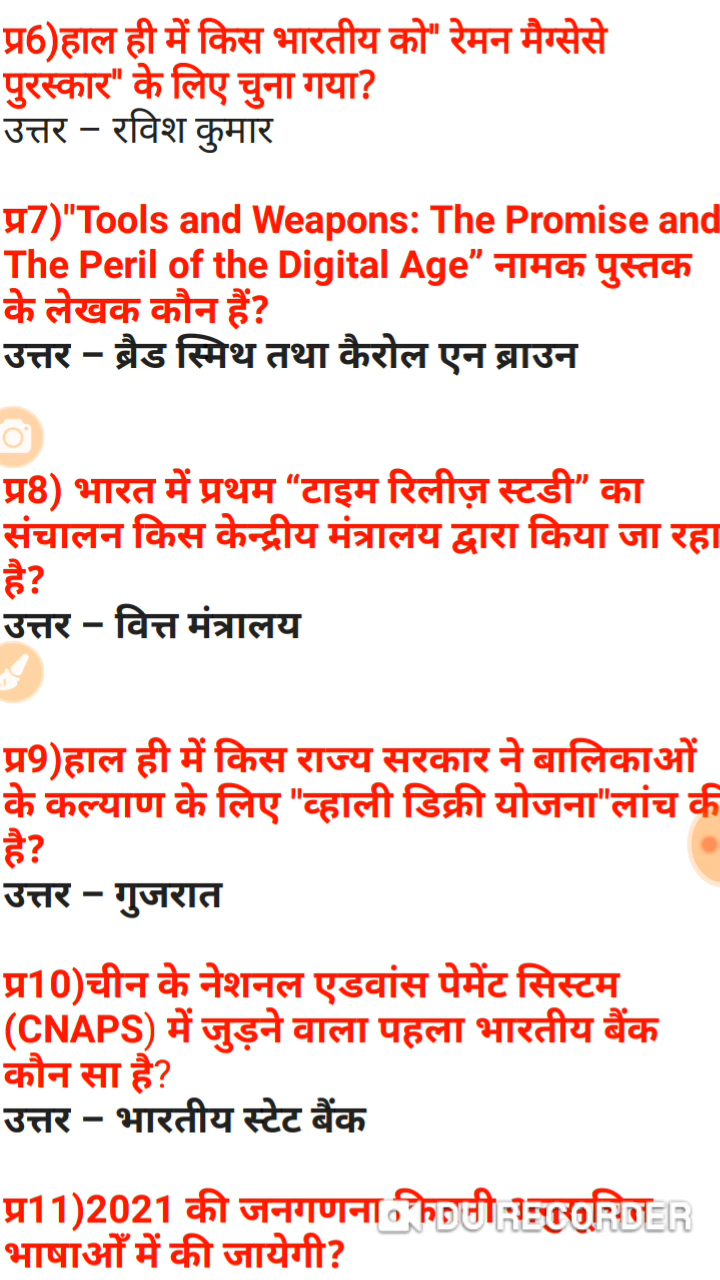 प्र6)हाल ही में किस भारतीय को" रेमन मैग्सेसे
पुरस्कार" के लिए चुना गया?
उत्तर – रविश कुमार
प्र7)"Tools and Weapons: The Promise and
The Peril of the Digital Age” नामक पुस्तक
के लेखक कौन हैं?
उत्तर – ब्रैड स्मिथ तथा कैरोल एन ब्राउन
प्र8) भारत में प्रथम “टाइम रिलीज़ स्टडी” का
संचालन किस केन्द्रीय मंत्रालय द्वारा किया जा रहा
है?
उत्तर – वित्त मंत्रालय
प्र9)हाल ही में किस राज्य सरकार ने बालिकाओं
के कल्याण के लिए "व्हाली डिक्री योजना"लांच की
है?
उत्तर – गुजरात
प्र10)चीन के नेशनल एडवांस पेमेंट सिस्टम
(CNAPS) में जुड़ने वाला पहला भारतीय बैंक
कौन सा है?
उत्तर – भारतीय स्टेट बैंक
प्र11)2021 की जनगणना
DU RECORDER
भाषाओँ में की जायेगी?